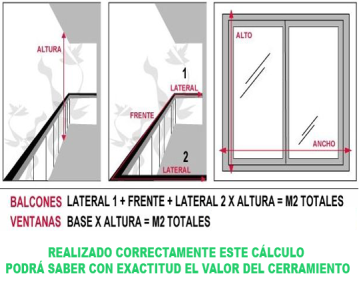 ALTURA
1
LATERAL
FRENTE
2
LATERAL
ALTO
ANCHO
BALCONES LATERAL 1 + FRENTE + LATERAL 2 X ALTURA = M2 TOTALES
VENTANAS BASE X ALTURA = M2 TOTALES
REALIZADO CORRECTAMENTE ESTE CÁLCULO
PODRÁ SABER CON EXACTITUD EL VALOR DEL CERRAMIENTO